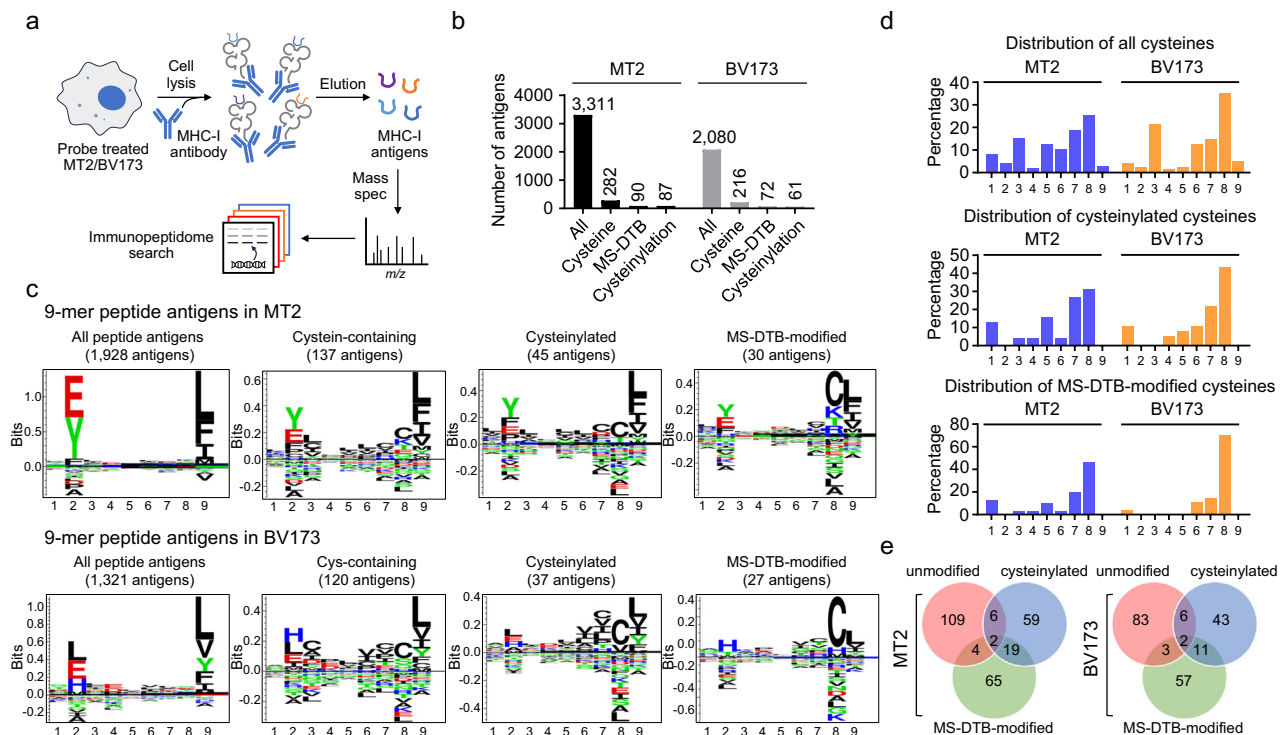 a
Cell
lysis
Elution
Probe treated
MT2/BV173
MHC-I
antibody
MHC-I
antigens
Mass
spec
Immunopeptidome
search
m/z
b
MT2
BV173
Number of antigens
4000
3000
2000
1000
0
3,311
282
90
87
2,080
216
72
61
All
Cysteine
MS-DTB
Cysteinylation
All
Cysteine
MS-DTB
Cysteinylation
c
9-mer peptide antigens in MT2
All peptide antigens
(1,928 antigens)
Cystein-containing
(137 antigens)
Cysteinylated
(45 antigens)
MS-DTB-modified
(30 antigens)
Bits
1.0
0.5
0.0
1 2 3 4 5 6 7 8 9
Bits
0.6
0.4
0.2
0.0
-0.2
1 2 3 4 5 6 7 8 9
Bits
0.4
0.2
0.0
-0.2
1 2 3 4 5 6 7 8 9
Bits
0.4
0.2
0.0
-0.2
1 2 3 4 5 6 7 8 9
9-mer peptide antigens in BV173
All peptide antigens
(1,321 antigens)
Cys-containing
(120 antigens)
Cysteinylated
(37 antigens)
MS-DTB-modified
(27 antigens)
Bits
1.0
0.8
0.6
0.4
0.2
0.0
-0.2
1 2 3 4 5 6 7 8 9
Bits
0.4
0.2
0.0
-0.2
1 2 3 4 5 6 7 8 9
Bits
0.4
0.2
0.0
-0.2
-0.4
1 2 3 4 5 6 7 8 9
Bits
0.4
0.2
0.0
-0.2
-0.4
-0.6
1 2 3 4 5 6 7 8 9
d
Distribution of all cysteines
MT2
BV173
Percentage
40
30
20
10
0
1 2 3 4 5 6 7 8 9
1 2 3 4 5 6 7 8 9
Distribution of cysteinylated cysteines
MT2
BV173
Percentage
50
40
30
20
10
0
1 2 3 4 5 6 7 8 9
1 2 3 4 5 6 7 8 9
Distribution of MS-DTB-modified cysteines
MT2
BV173
Percentage
80
60
40
20
0
1 2 3 4 5 6 7 8 9
1 2 3 4 5 6 7 8 9
e
unmodified
cysteinylated
MT2
109
6
59
2
4
19
65
MS-DTB-modified
unmodified
cysteinylated
BV173
83
6
43
2
3
11
57
MS-DTB-modified